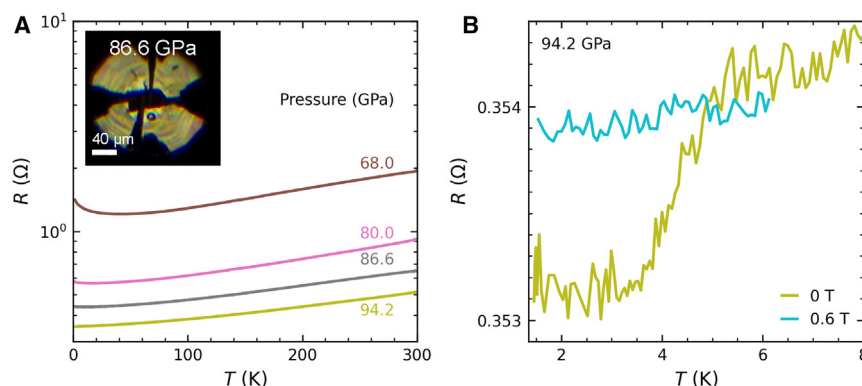 A
86.6 GPa
40 µm
Pressure (GPa)
68.0
80.0
86.6
94.2
10¹
10⁰
R (Ω)
0
100
200
300
T (K)
B
94.2 GPa
0.354
0.353
R (Ω)
0 T
0.6 T
2
4
6
8
T (K)